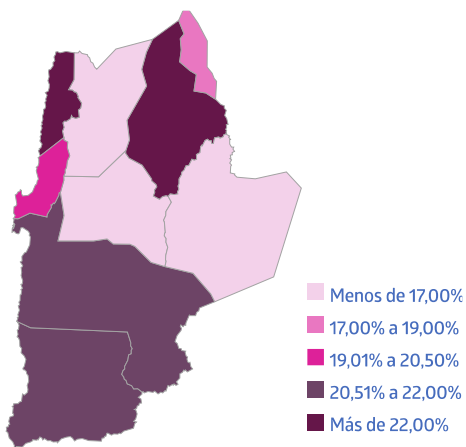 Menos de 17,00%
17,00% a 19,00%
19,01% a 20,50%
20,51% a 22,00%
Más de 22,00%